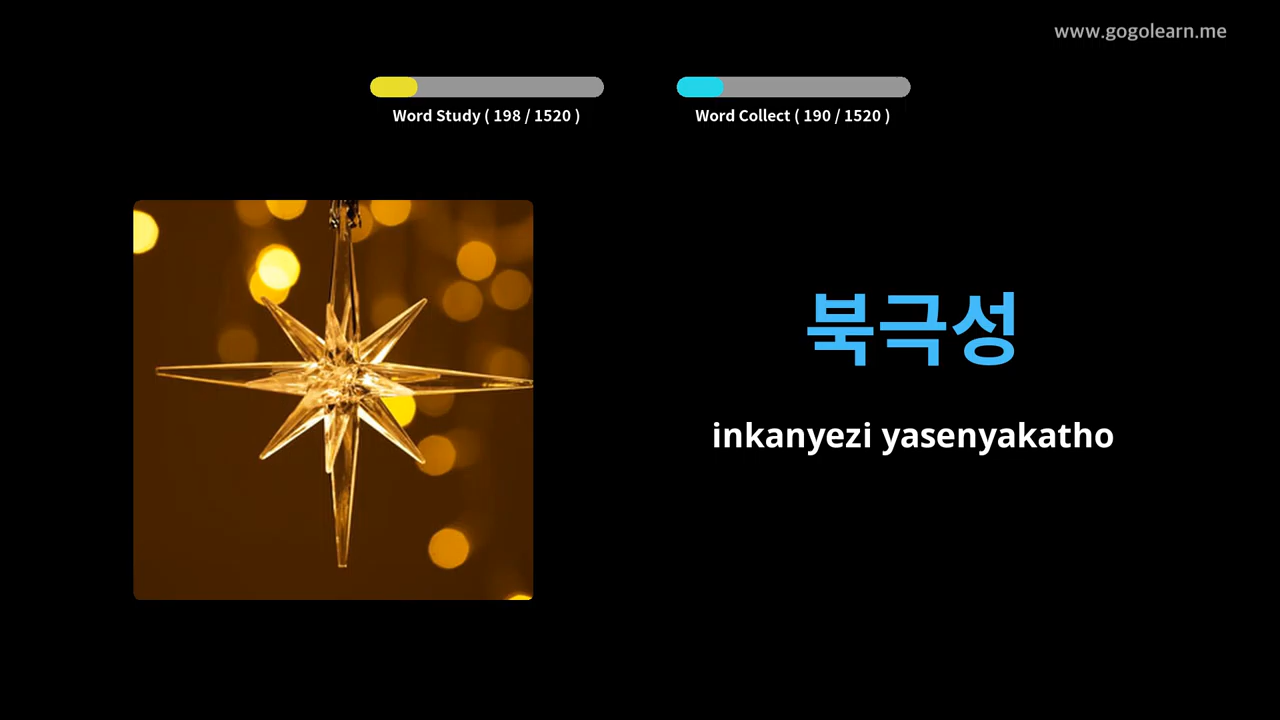 www.gogolearn.me
Word Study ( 198 / 1520 )
Word Collect ( 190 / 1520 )
북극성
inkanyezi yasenyakatho